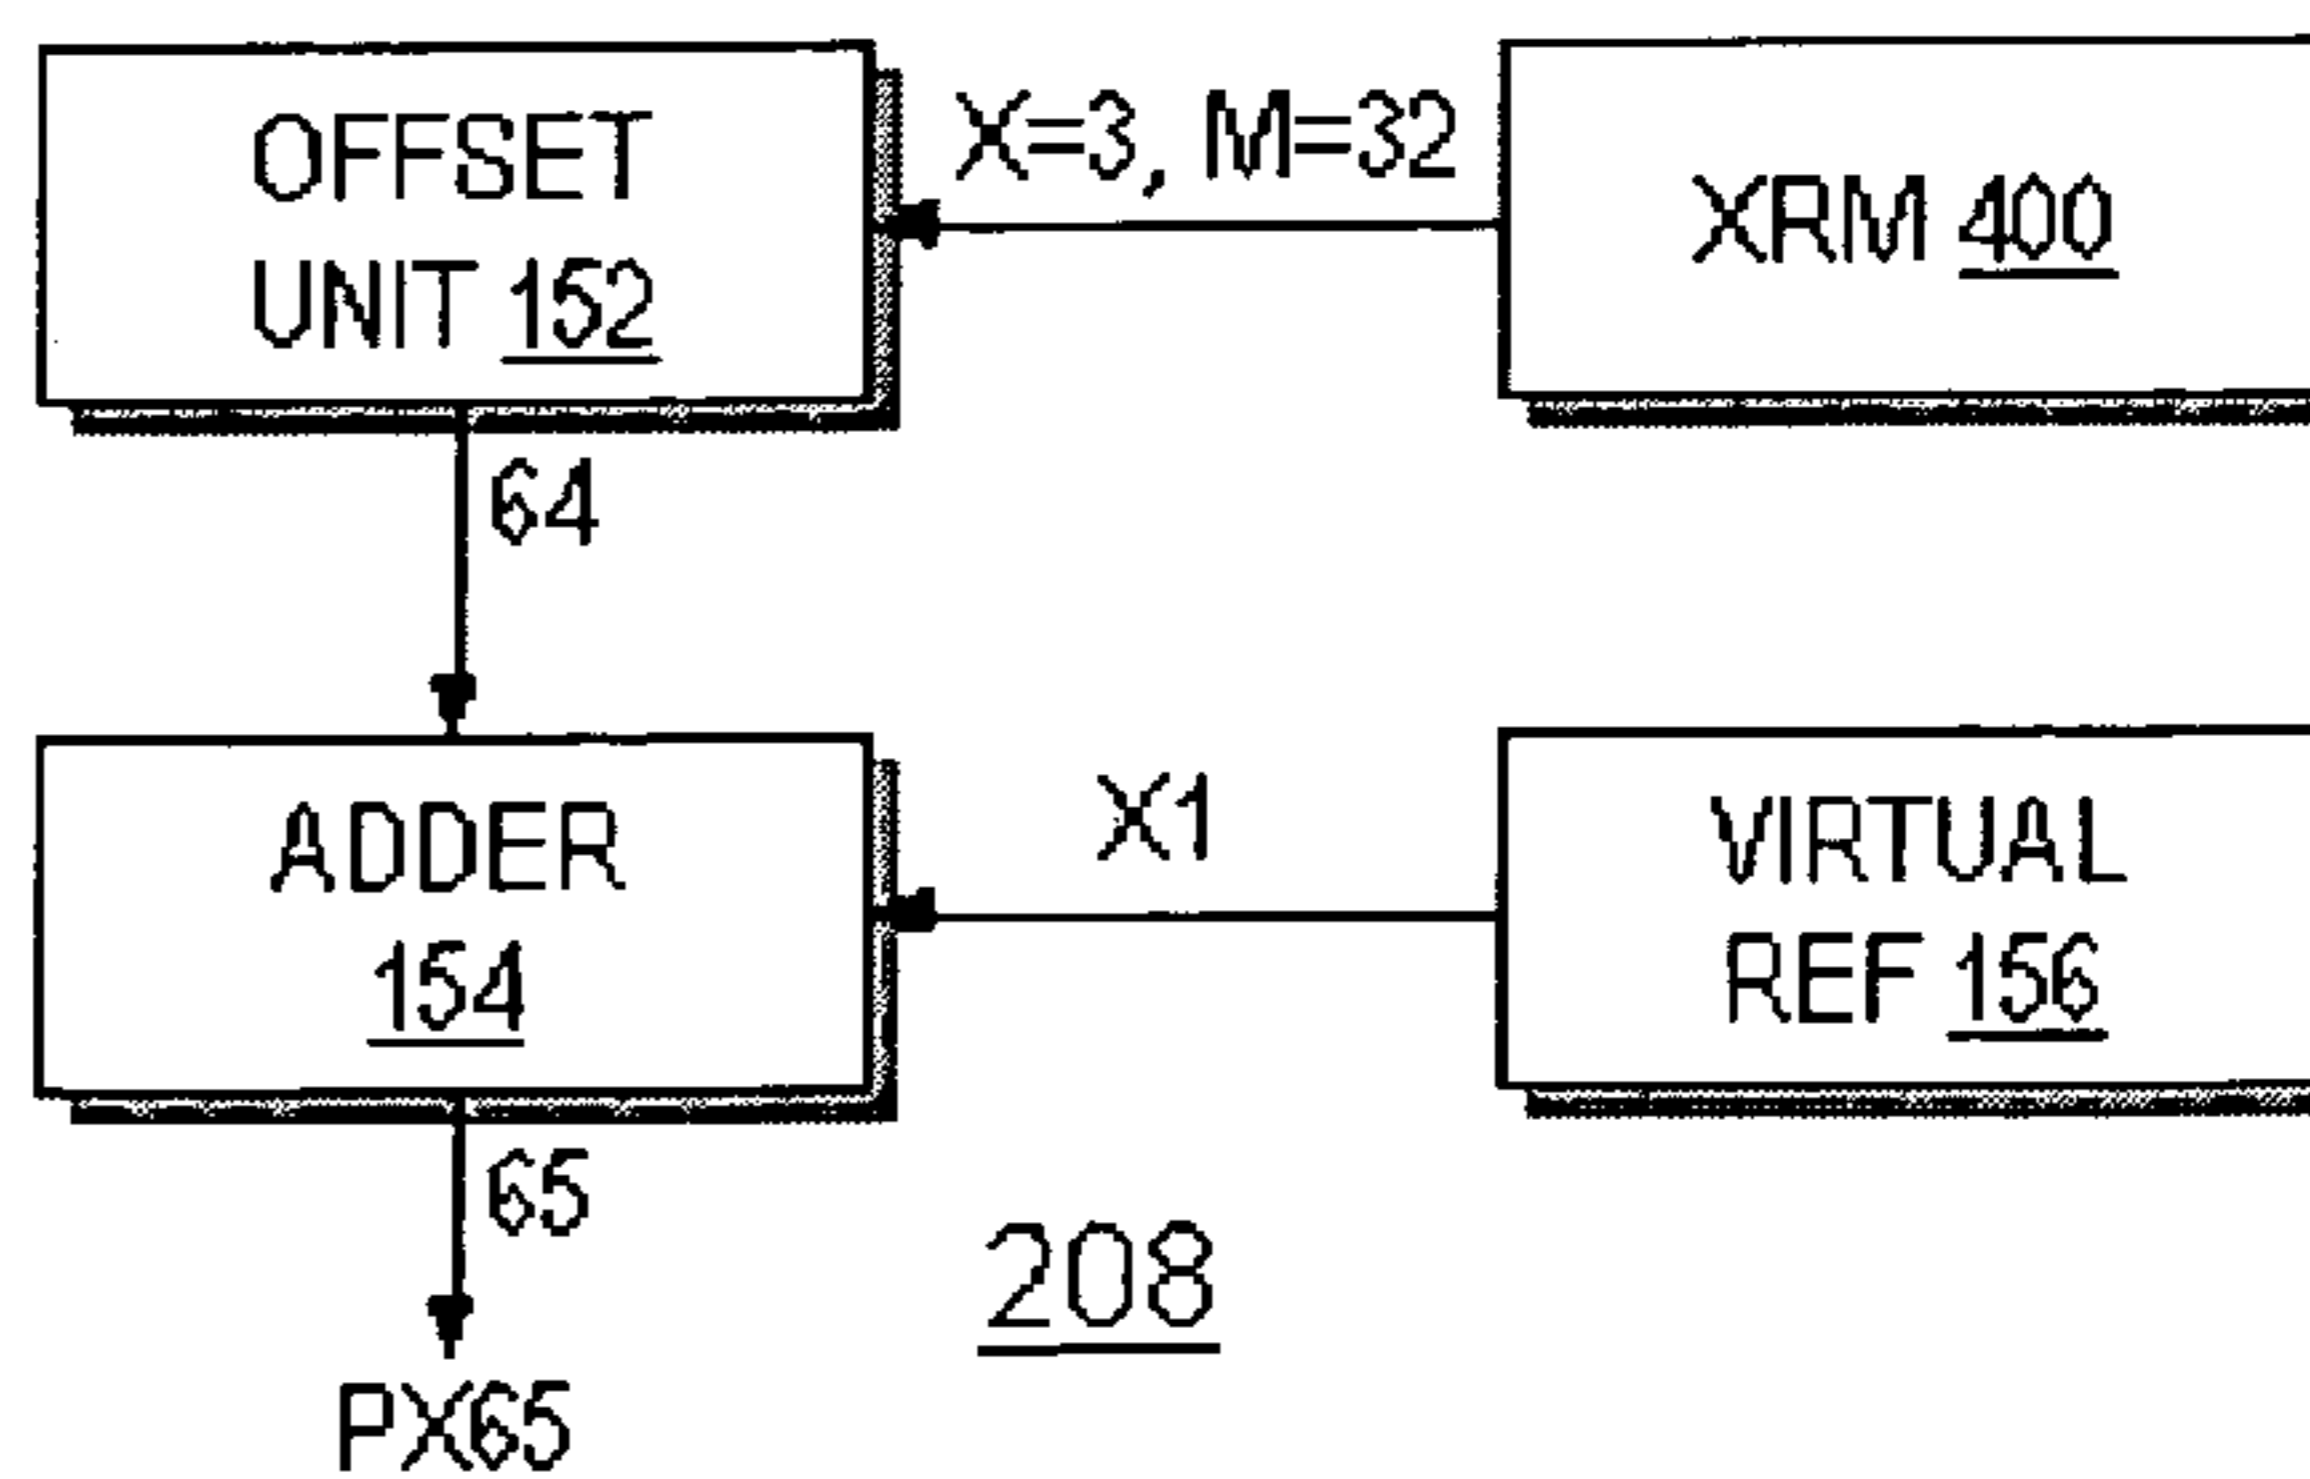 OFFSET
UNIT 152
X=3, M=32
XRM 400
64
ADDER
154
X1
VIRTUAL
REF 156
65
208
PX65